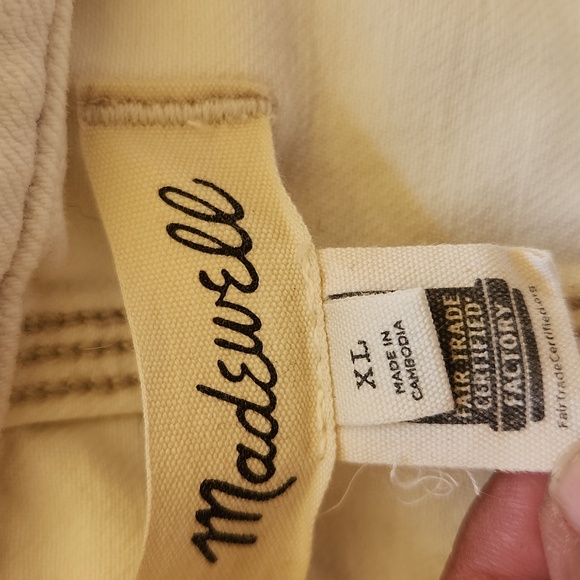 Madewell
XL
MADE IN
CAMBODIA
FAIR TRADE
CERTIFIED
FACTORY
FairTradeCertified.org